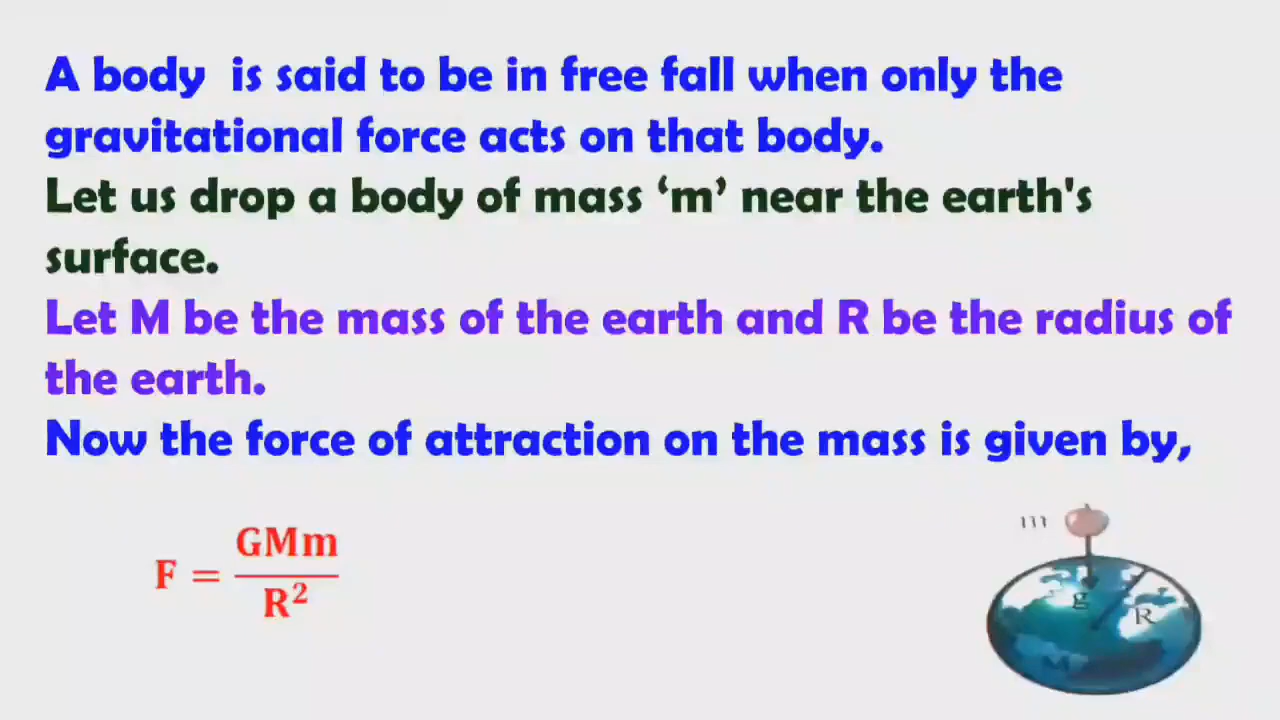 A body is said to be in free fall when only the
gravitational force acts on that body.
Let us drop a body of mass ‘m’ near the earth's
surface.
Let M be the mass of the earth and R be the radius of
the earth.
Now the force of attraction on the mass is given by,
F = GMm / R²
m
g
R
M